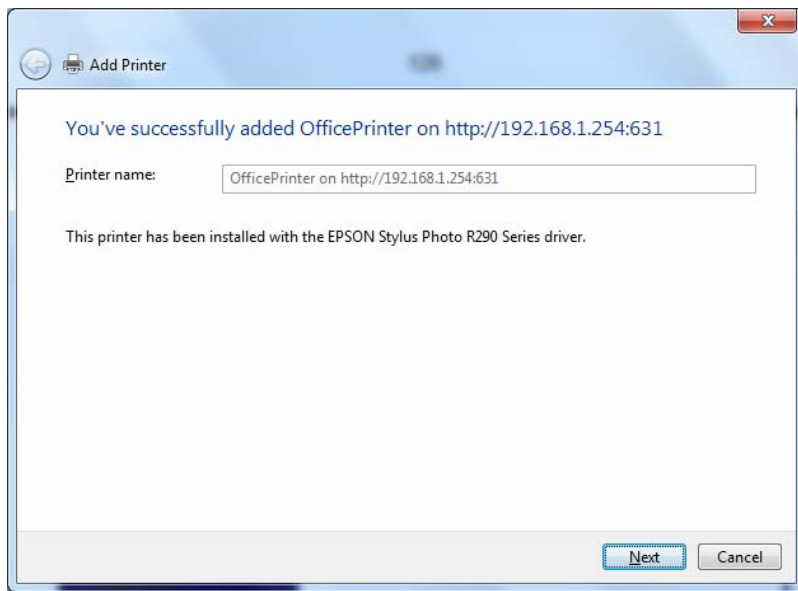 Add Printer
You've successfully added OfficePrinter on http://192.168.1.254:631
Printer name:
OfficePrinter on http://192.168.1.254:631
This printer has been installed with the EPSON Stylus Photo R290 Series driver.
Next
Cancel